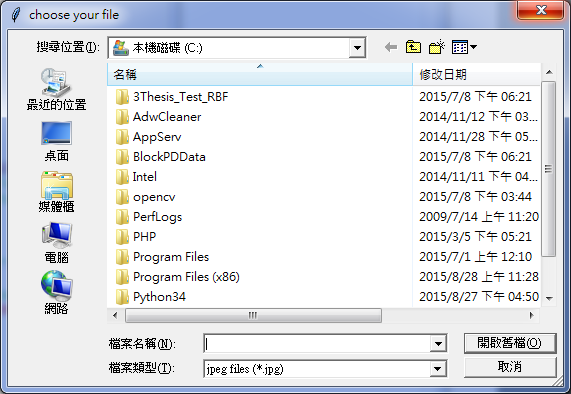 choose your file
搜尋位置(I):
本機磁碟 (C:)
名稱
修改日期
3Thesis_Test_RBF
2015/7/8 下午 06:21
AdwCleaner
2014/11/12 下午 03...
AppServ
2014/11/28 下午 05...
BlockPDData
2015/7/8 下午 06:21
Intel
2014/11/11 下午 04...
opencv
2015/7/8 下午 03:44
PerfLogs
2009/7/14 上午 11:20
PHP
2015/3/5 下午 05:21
Program Files
2015/7/1 上午 12:10
Program Files (x86)
2015/8/28 上午 11:28
Python34
2015/8/27 下午 04:50
最近的位置
桌面
媒體櫃
電腦
網路
檔案名稱(N):
開啟舊檔(O)
檔案類型(T):
jpeg files (*.jpg)
取消